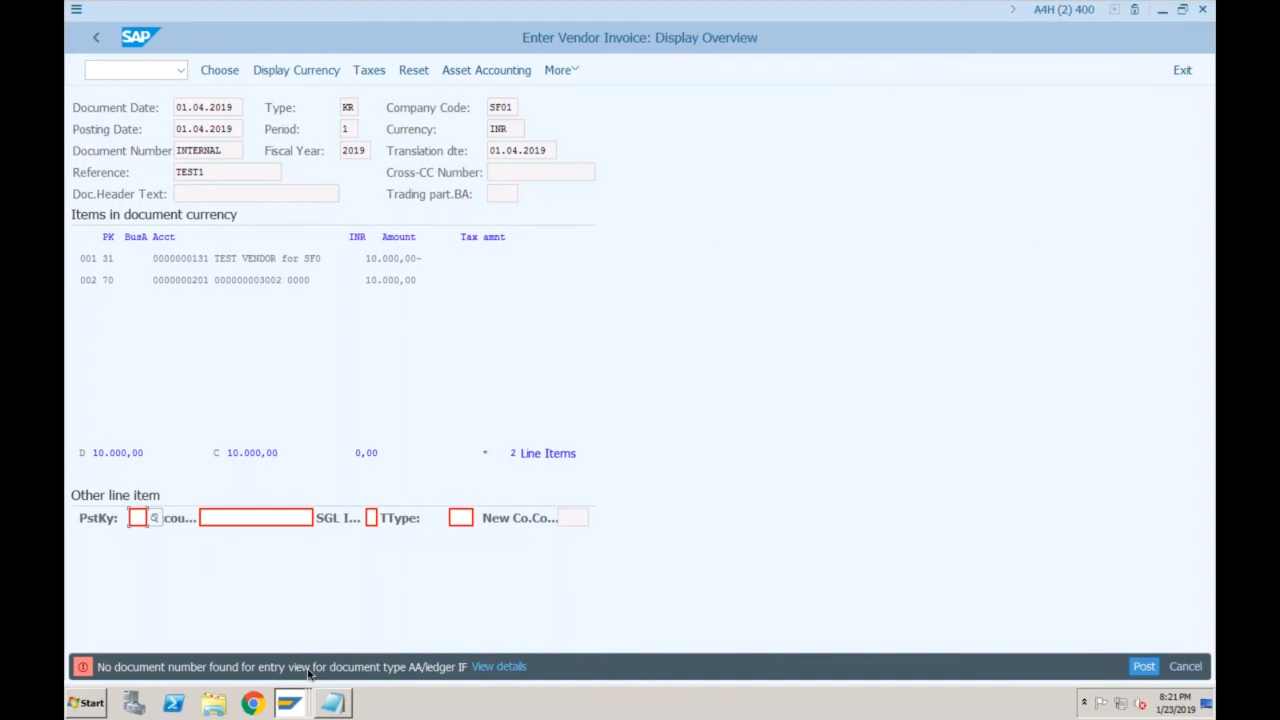 A4H (2) 400
SAP Enter Vendor Invoice: Display Overview
Choose Display Currency Taxes Reset Asset Accounting More Exit
Document Date: 01.04.2019 Type: KR Company Code: SF01
Posting Date: 01.04.2019 Period: 1 Currency: INR
Document Number INTERNAL Fiscal Year: 2019 Translation dte: 01.04.2019
Reference: TEST1 Cross-CC Number:
Doc.Header Text: Trading part.BA:
Items in document currency
PK BusA Acct INR Amount Tax amnt
001 31 0000000131 TEST VENDOR for SF0 10.000,00-
002 70 0000000201 000000003002 0000 10.000,00
D 10.000,00 C 10.000,00 0,00 * 2 Line Items
Other line item
PstKy: :cou... SGL I... TType: New Co.Co...
No document number found for entry view for document type AA/ledger IF View details Post Cancel
Start 8:21 PM
1/23/2019